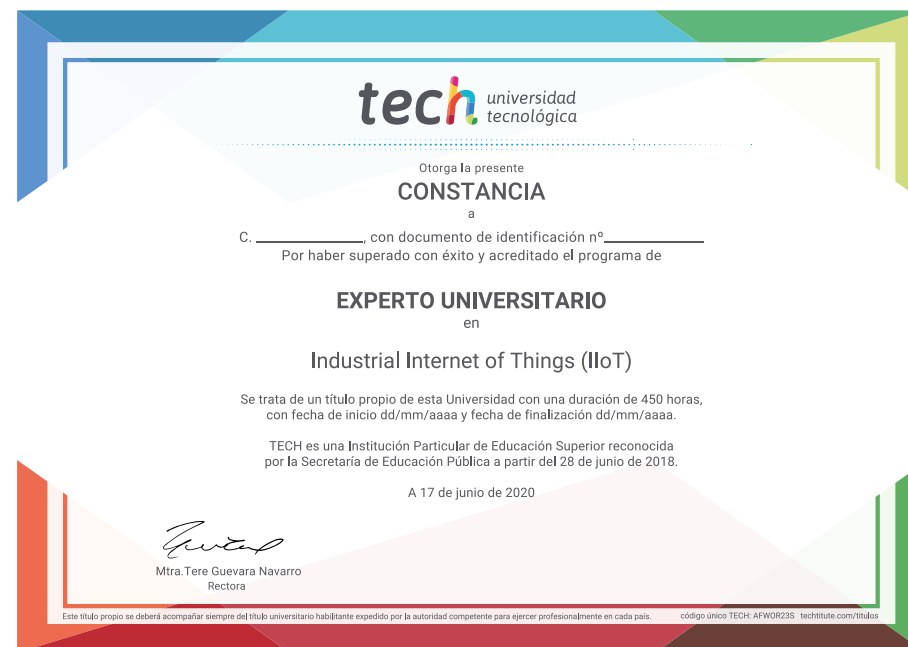 tech universidad
tecnológica
Otorga la presente
CONSTANCIA
a
C. ____________, con documento de identificación nº____________
Por haber superado con éxito y acreditado el programa de
EXPERTO UNIVERSITARIO
en
Industrial Internet of Things (IIoT)
Se trata de un título propio de esta Universidad con una duración de 450 horas,
con fecha de inicio dd/mm/aaaa y fecha de finalización dd/mm/aaaa.
TECH es una Institución Particular de Educación Superior reconocida
por la Secretaría de Educación Pública a partir del 28 de junio de 2018.
A 17 de junio de 2020
Mtra.Tere Guevara Navarro
Rectora
Este título propio se deberá acompañar siempre del título universitario habilitante expedido por la autoridad competente para ejercer profesionalmente en cada país. código único TECH: AFWOR23S techtitute.com/titulos